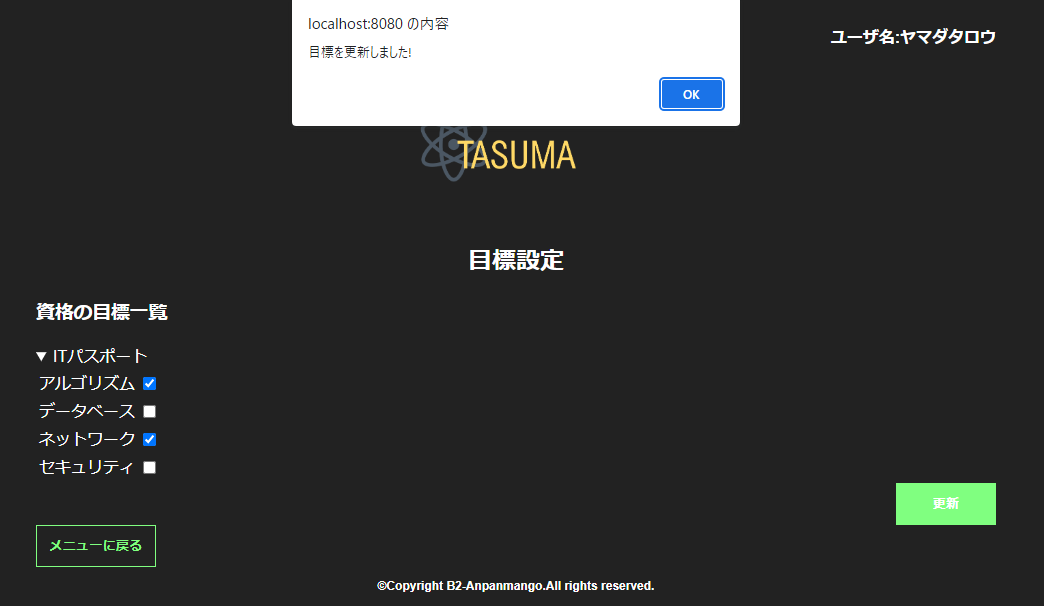 localhost:8080 の内容
目標を更新しました!
OK
ユーザ名:ヤマダタロウ
TASUMA
目標設定
資格の目標一覧
▼ ITパスポート
アルゴリズム
データベース
ネットワーク
セキュリティ
更新
メニューに戻る
©Copyright B2-Anpanmango.All rights reserved.